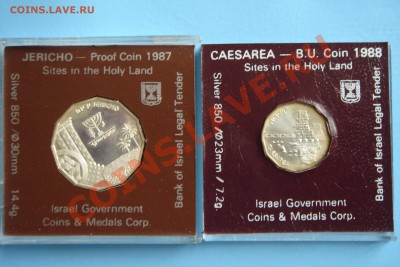 COINS.LAVE.RU
JERICHO — Proof Coin 1987
Sites in the Holy Land
Silver 850 /Ø30mm / 14.4g
Bank of Israel Legal Tender
Israel Government
Coins & Medals Corp.
CAESAREA — B.U. Coin 1988
Sites in the Holy Land
Silver 850 /Ø23mm / 7.2g
Bank of Israel Legal Tender
Israel Government
Coins & Medals Corp.